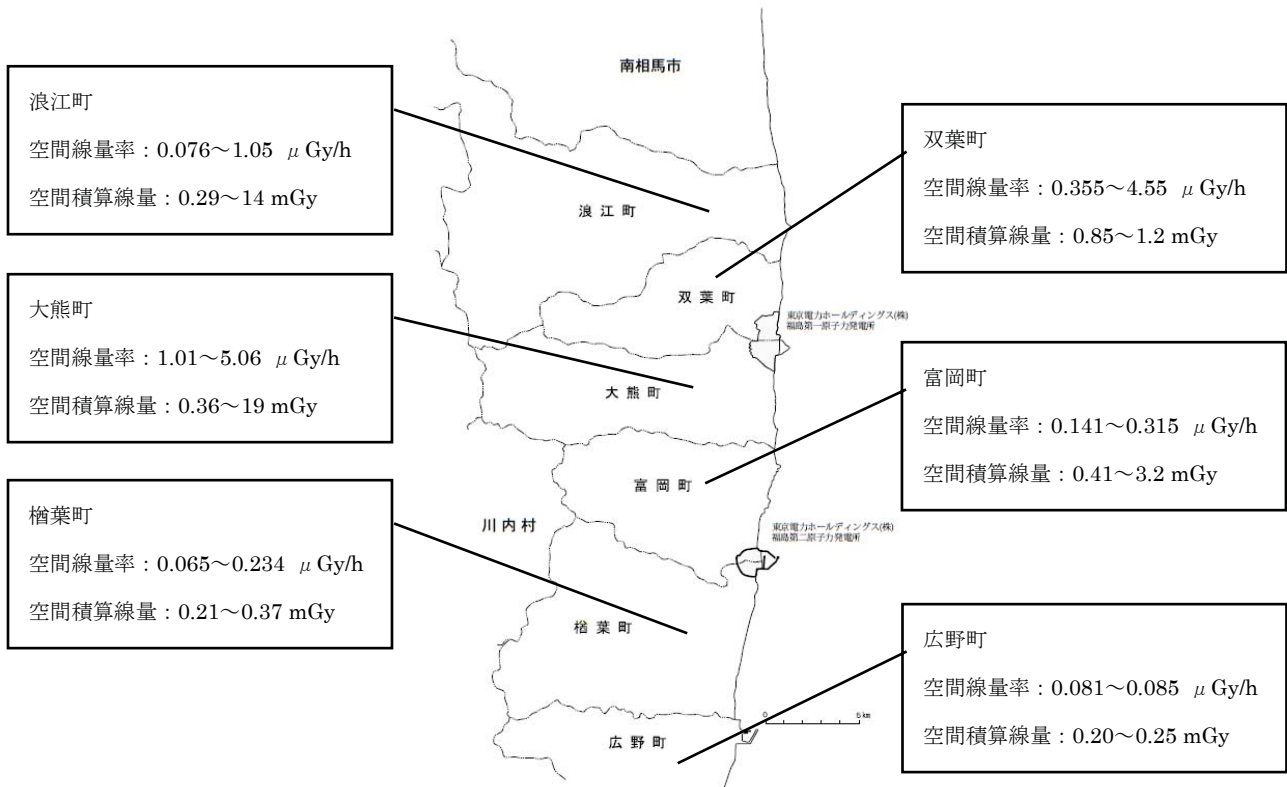 南相馬市
浪江町
空間線量率：0.076～1.05 μGy/h
空間積算線量：0.29～14 mGy
双葉町
空間線量率：0.355～4.55 μGy/h
空間積算線量：0.85～1.2 mGy
浪江町
大熊町
空間線量率：1.01～5.06 μGy/h
空間積算線量：0.36～19 mGy
双葉町
東京電力ホールディングス(株)
福島第一原子力発電所
大熊町
富岡町
空間線量率：0.141～0.315 μGy/h
空間積算線量：0.41～3.2 mGy
富岡町
楢葉町
空間線量率：0.065～0.234 μGy/h
空間積算線量：0.21～0.37 mGy
川内村
東京電力ホールディングス(株)
福島第二原子力発電所
楢葉町
広野町
空間線量率：0.081～0.085 μGy/h
空間積算線量：0.20～0.25 mGy
0 5km
広野町